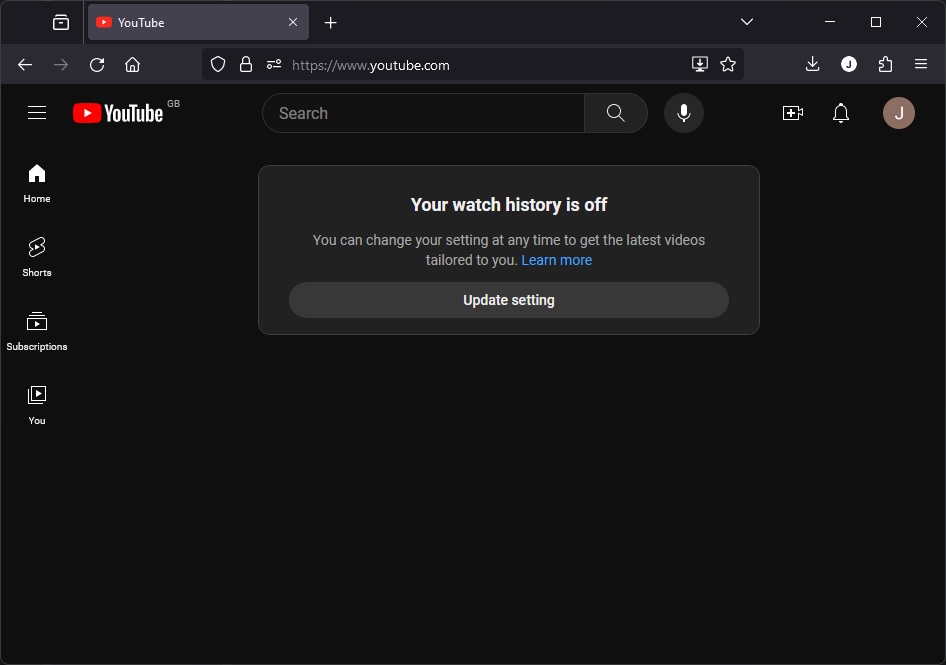 YouTube
J
https://www.youtube.com
YouTube GB
Search
J
Home
Shorts
Subscriptions
You
Your watch history is off
You can change your setting at any time to get the latest videos
tailored to you. Learn more
Update setting